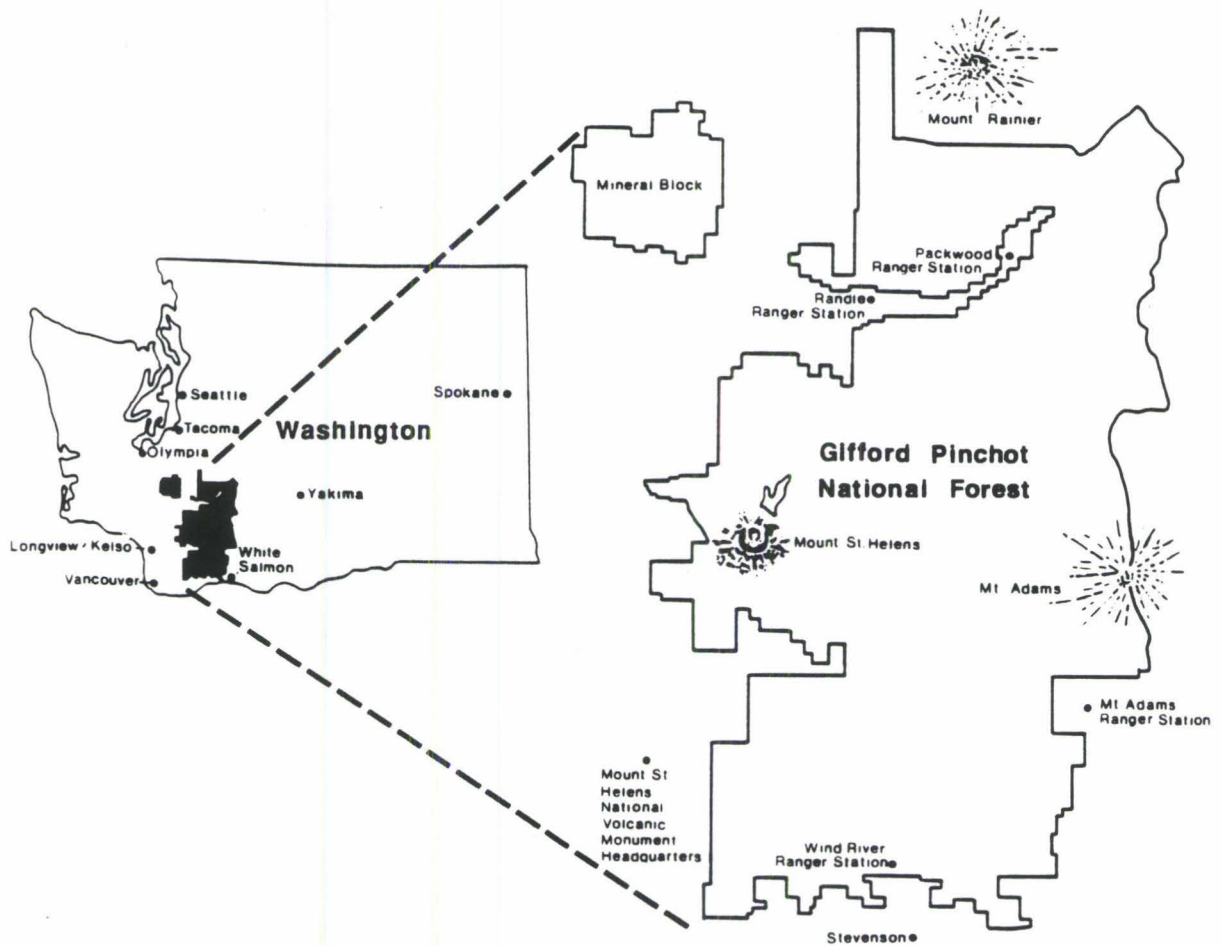 Mount Rainier
Mineral Block
Packwood
Ranger Station
Randle
Ranger Station
Seattle
Spokane
Tacoma
Washington
Olympia
Gifford Pinchot
National Forest
Yakima
Longview/Kelso
White
Salmon
Vancouver
Mount St. Helens
Mt Adams
Mt Adams
Ranger Station
Mount St
Helens
National
Volcanic
Monument
Headquarters
Wind River
Ranger Station
Stevenson